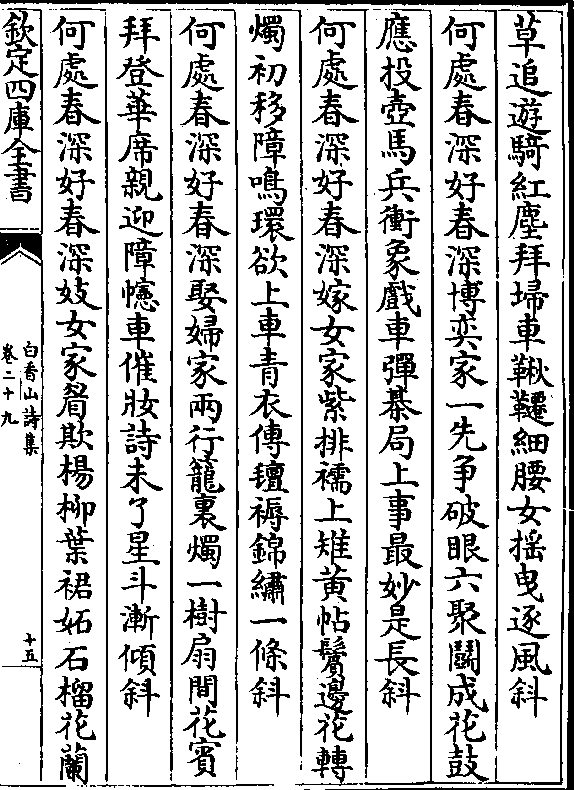 草追遊騎紅塵拜埽車鞦韆細腰女摇曳逐風斜
何處春深好春深博奕家一先争破眼六聚鬭成花鼓
應投壺馬兵衝象戲車彈棊局上事最妙是長斜
何處春深好春深嫁女家紫排襦上雉黄帖鬢邊花轉
燭初移障鳴環欲上車青衣傳氊褥錦繡一條斜
何處春深好春深娶婦家兩行籠裏燭一樹扇間花賓
拜登華席親迎障幰車催妝詩未了星斗漸傾斜
何處春深好春深妓女家眉欺楊柳葉裙妬石榴花蘭
欽定四庫全書
白香山詩集
卷二十九
十五